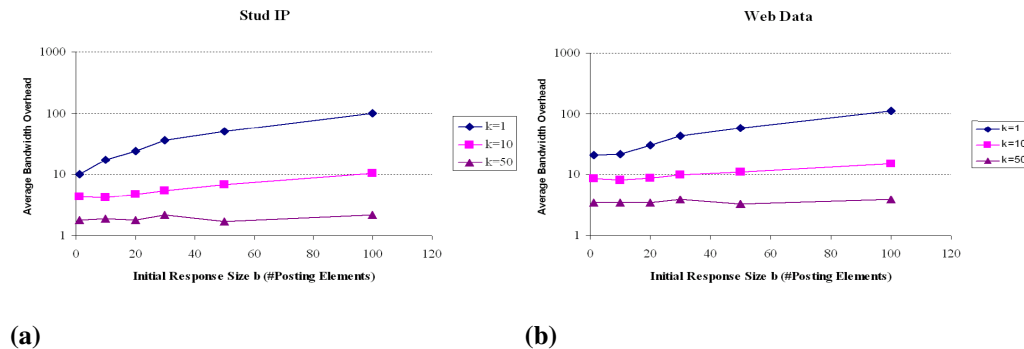 Stud IP
1000
100
10
1
Average Bandwidth Overhead
0 20 40 60 80 100 120
Initial Response Size b (#Posting Elements)
k=1
k=10
k=50
(a)
Web Data
1000
100
10
1
Average Bandwidth Overhead
0 20 40 60 80 100 120
Initial Response Size b (#Posting Elements)
k=1
k=10
k=50
(b)